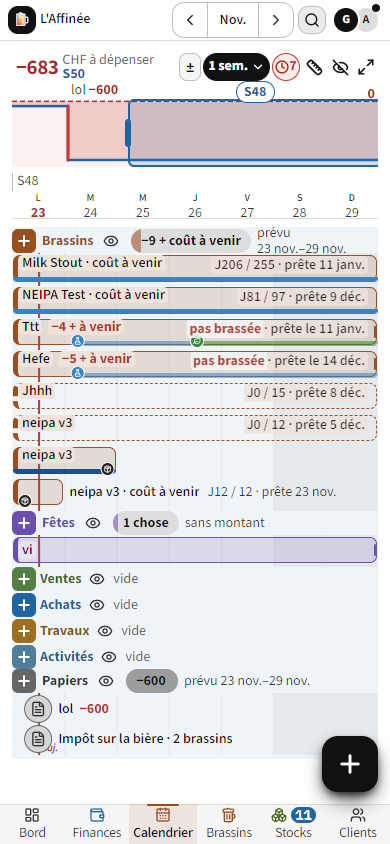 L'Affinée
Nov.
G
A
−683 CHF à dépenser
S50
±
1 sem.
7
lol −600
S48
0
S48
L M M J V S D
23 24 25 26 27 28 29
Brassins −9 + coût à venir prévu
23 nov.–29 nov.
Milk Stout · coût à venir J206 / 255 · prête 11 janv.
NEIPA Test · coût à venir J81 / 97 · prête 9 déc.
Ttt −4 + à venir pas brassée · prête le 11 janv.
Hefe −5 + à venir pas brassée · prête le 14 déc.
Jhhh J0 / 15 · prête 8 déc.
neipa v3 J0 / 12 · prête 5 déc.
neipa v3
neipa v3 · coût à venir J12 / 12 · prête 23 nov.
Fêtes 1 chose sans montant
vi
Ventes vide
Achats vide
Travaux vide
Activités vide
Papiers −600 prévu 23 nov.–29 nov.
lol −600
Impôt sur la bière · 2 brassins
Bord
Finances
Calendrier
Brassins
11
Stocks
Clients